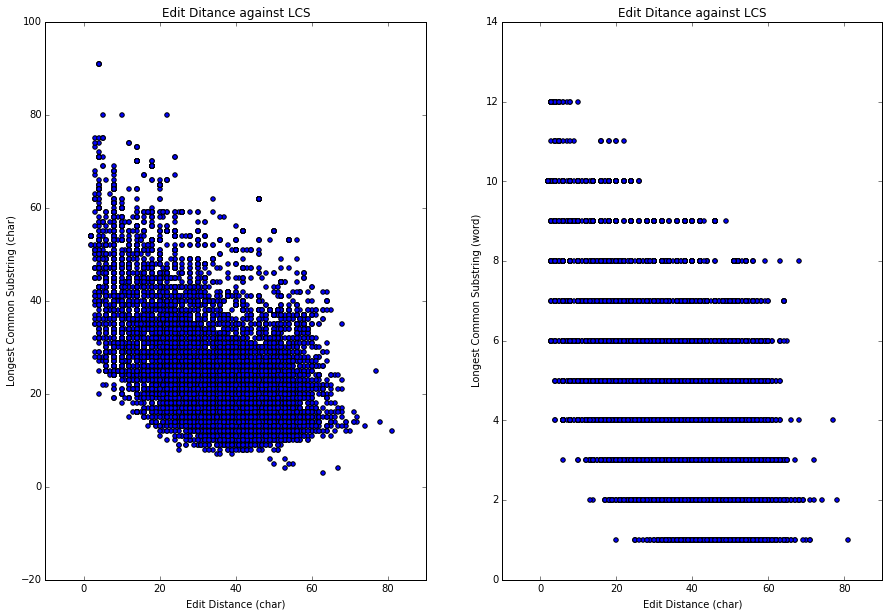 Edit Ditance against LCS
Longest Common Substring (char)
100
80
60
40
20
0
−20
0 20 40 60 80
Edit Distance (char)
Edit Ditance against LCS
Longest Common Substring (word)
14
12
10
8
6
4
2
0
0 20 40 60 80
Edit Distance (char)